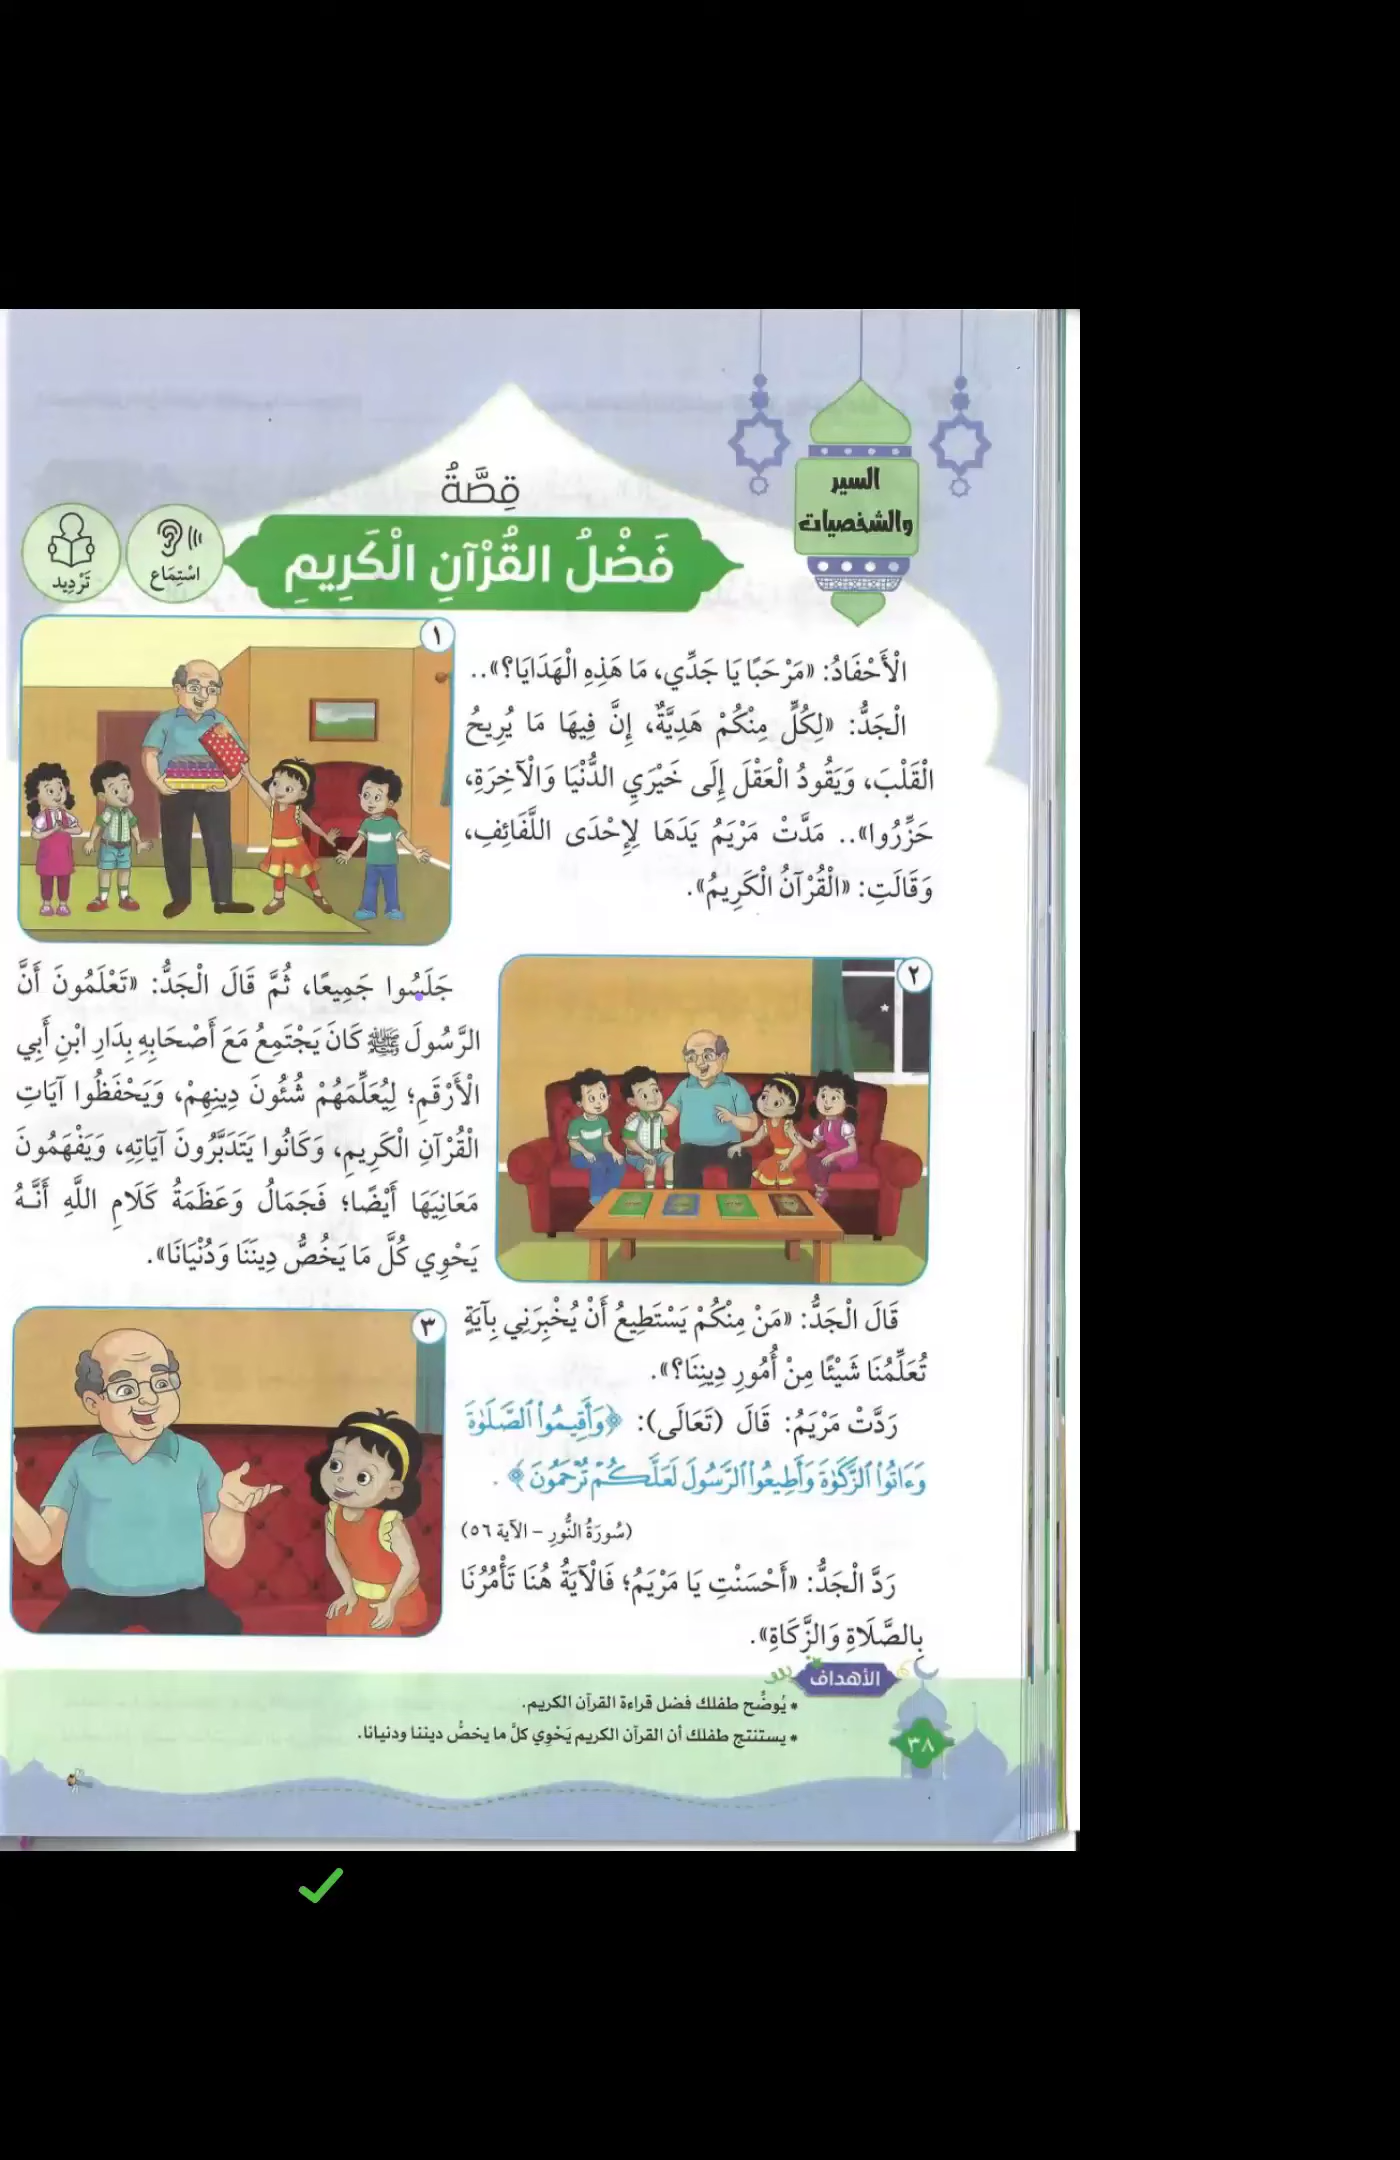 السير
والشخصيات
قِصَّةُ
فَضْلُ الْقُرْآنِ الْكَرِيمِ
اسْتِمَاع
تَرْدِيد
١
الْأَحْفَادُ: «مَرْحَبًا يَا جَدِّي، مَا هَذِهِ الْهَدَايَا؟»..
الْجَدُّ: «لِكُلٍّ مِنْكُمْ هَدِيَّةٌ، إِنَّ فِيهَا مَا يُرِيحُ
الْقَلْبَ، وَيَقُودُ الْعَقْلَ إِلَى خَيْرَيِ الدُّنْيَا وَالْآخِرَةِ،
حَزِّرُوا».. مَدَّتْ مَرْيَمُ يَدَهَا لِإِحْدَى اللَّفَائِفِ،
وَقَالَتِ: «الْقُرْآنُ الْكَرِيمُ».
٢
جَلَسُوا جَمِيعًا، ثُمَّ قَالَ الْجَدُّ: «تَعْلَمُونَ أَنَّ
الرَّسُولَ ﷺ كَانَ يَجْتَمِعُ مَعَ أَصْحَابِهِ بِدَارِ ابْنِ أَبِي
الْأَرْقَمِ؛ لِيُعَلِّمَهُمْ شُئُونَ دِينِهِمْ، وَيَحْفَظُوا آيَاتِ
الْقُرْآنِ الْكَرِيمِ، وَكَانُوا يَتَدَبَّرُونَ آيَاتِهِ، وَيَفْهَمُونَ
مَعَانِيَهَا أَيْضًا؛ فَجَمَالُ وَعَظَمَةُ كَلَامِ اللَّهِ أَنَّهُ
يَحْوِي كُلَّ مَا يَخُصُّ دِينَنَا وَدُنْيَانَا».
٣
قَالَ الْجَدُّ: «مَنْ مِنْكُمْ يَسْتَطِيعُ أَنْ يُخْبِرَنِي بِآيَةٍ
تُعَلِّمُنَا شَيْئًا مِنْ أُمُورِ دِينِنَا؟».
رَدَّتْ مَرْيَمُ: قَالَ (تَعَالَى): ﴿وَأَقِيمُوا۟ ٱلصَّلَوٰةَ
وَءَاتُوا۟ ٱلزَّكَوٰةَ وَأَطِيعُوا۟ ٱلرَّسُولَ لَعَلَّكُمْ تُرْحَمُونَ﴾ .
(سُورَةُ النُّورِ - الآية ٥٦)
رَدَّ الْجَدُّ: «أَحْسَنْتِ يَا مَرْيَمُ؛ فَالْآيَةُ هُنَا تَأْمُرُنَا
بِالصَّلَاةِ وَالزَّكَاةِ».
الأهداف
* يُوضِّح طفلك فضل قراءة القرآن الكريم.
* يستنتج طفلك أن القرآن الكريم يَحْوِي كلَّ ما يخصُّ ديننا ودنيانا.
٣٨